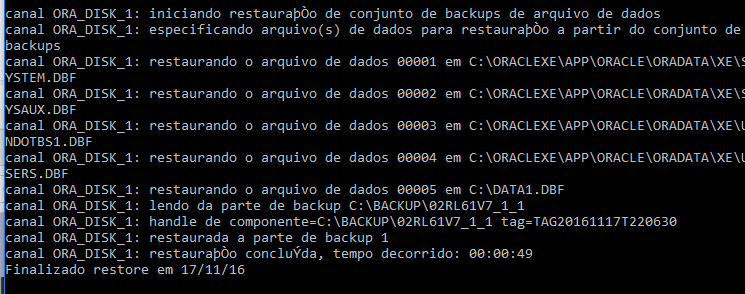 canal ORA_DISK_1: iniciando restauraþÒo de conjunto de backups de arquivo de dados
canal ORA_DISK_1: especificando arquivo(s) de dados para restauraþÒo a partir do conjunto de
backups
canal ORA_DISK_1: restaurando o arquivo de dados 00001 em C:\ORACLEXE\APP\ORACLE\ORADATA\XE\S
YSTEM.DBF
canal ORA_DISK_1: restaurando o arquivo de dados 00002 em C:\ORACLEXE\APP\ORACLE\ORADATA\XE\S
YSAUX.DBF
canal ORA_DISK_1: restaurando o arquivo de dados 00003 em C:\ORACLEXE\APP\ORACLE\ORADATA\XE\U
NDOTBS1.DBF
canal ORA_DISK_1: restaurando o arquivo de dados 00004 em C:\ORACLEXE\APP\ORACLE\ORADATA\XE\U
SERS.DBF
canal ORA_DISK_1: restaurando o arquivo de dados 00005 em C:\DATA1.DBF
canal ORA_DISK_1: lendo da parte de backup C:\BACKUP\02RL61V7_1_1
canal ORA_DISK_1: handle de componente=C:\BACKUP\02RL61V7_1_1 tag=TAG20161117T220630
canal ORA_DISK_1: restaurada a parte de backup 1
canal ORA_DISK_1: restauraþÒo concluÝda, tempo decorrido: 00:00:49
Finalizado restore em 17/11/16